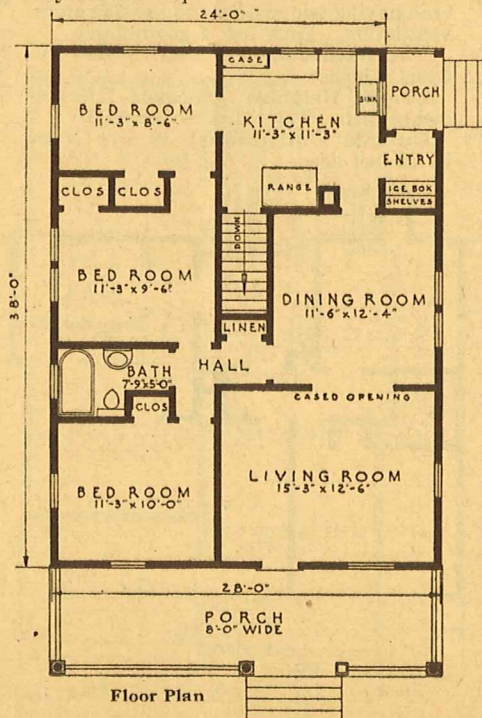 24'-0"
BED ROOM
11'-3" x 8'-6"
CASE
KITCHEN
11'-3" x 11'-3"
SINK
PORCH
ENTRY
ICE BOX
SHELVES
CLOS
CLOS
RANGE
DOWN
38'-0"
BED ROOM
11'-3" x 9'-6"
DINING ROOM
11'-6" x 12'-4"
LINEN
HALL
BATH
7'-9" x 5'-0"
CLOS
CASED OPENING
BED ROOM
11'-3" x 10'-0"
LIVING ROOM
15'-3" x 12'-6"
28'-0"
PORCH
8'-0" WIDE
Floor Plan